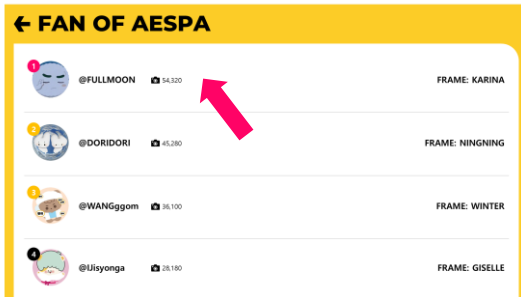 ← FAN OF AESPA
1
@FULLMOON 54,320 FRAME: KARINA
2
@DORIDORI 45,280 FRAME: NINGNING
3
@WANGggom 36,100 FRAME: WINTER
4
@IJisyonga 28,180 FRAME: GISELLE